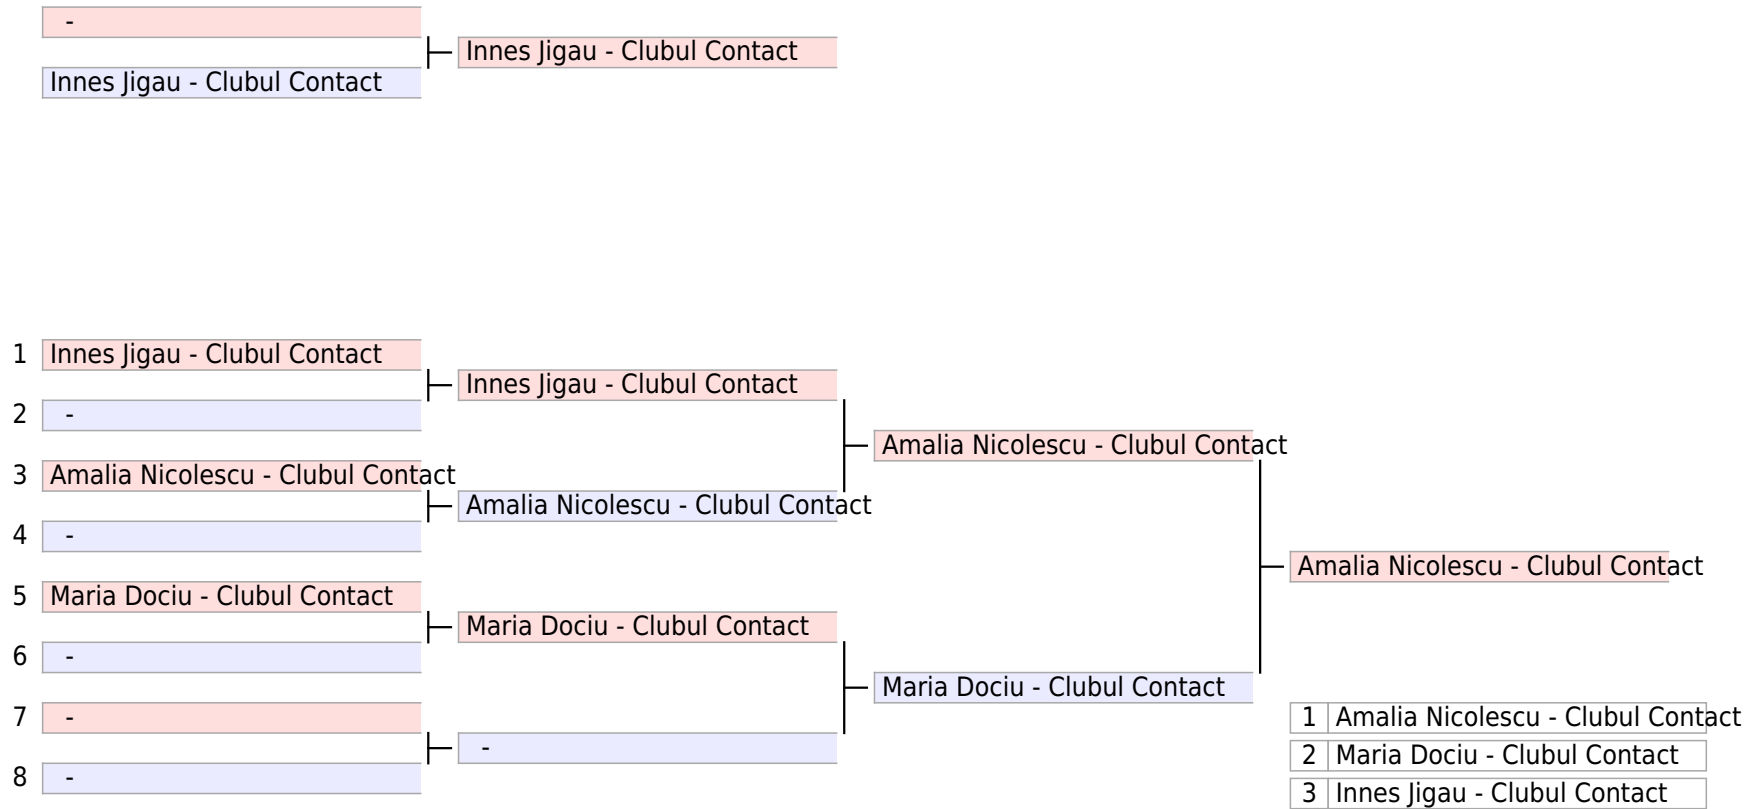 -
Innes Jigau - Clubul Contact
Innes Jigau - Clubul Contact
1 Innes Jigau - Clubul Contact
Innes Jigau - Clubul Contact
2 -
Amalia Nicolescu - Clubul Contact
3 Amalia Nicolescu - Clubul Contact
Amalia Nicolescu - Clubul Contact
4 -
Amalia Nicolescu - Clubul Contact
5 Maria Dociu - Clubul Contact
Maria Dociu - Clubul Contact
6 -
Maria Dociu - Clubul Contact
7 -
1 Amalia Nicolescu - Clubul Contact
-
2 Maria Dociu - Clubul Contact
8 -
3 Innes Jigau - Clubul Contact